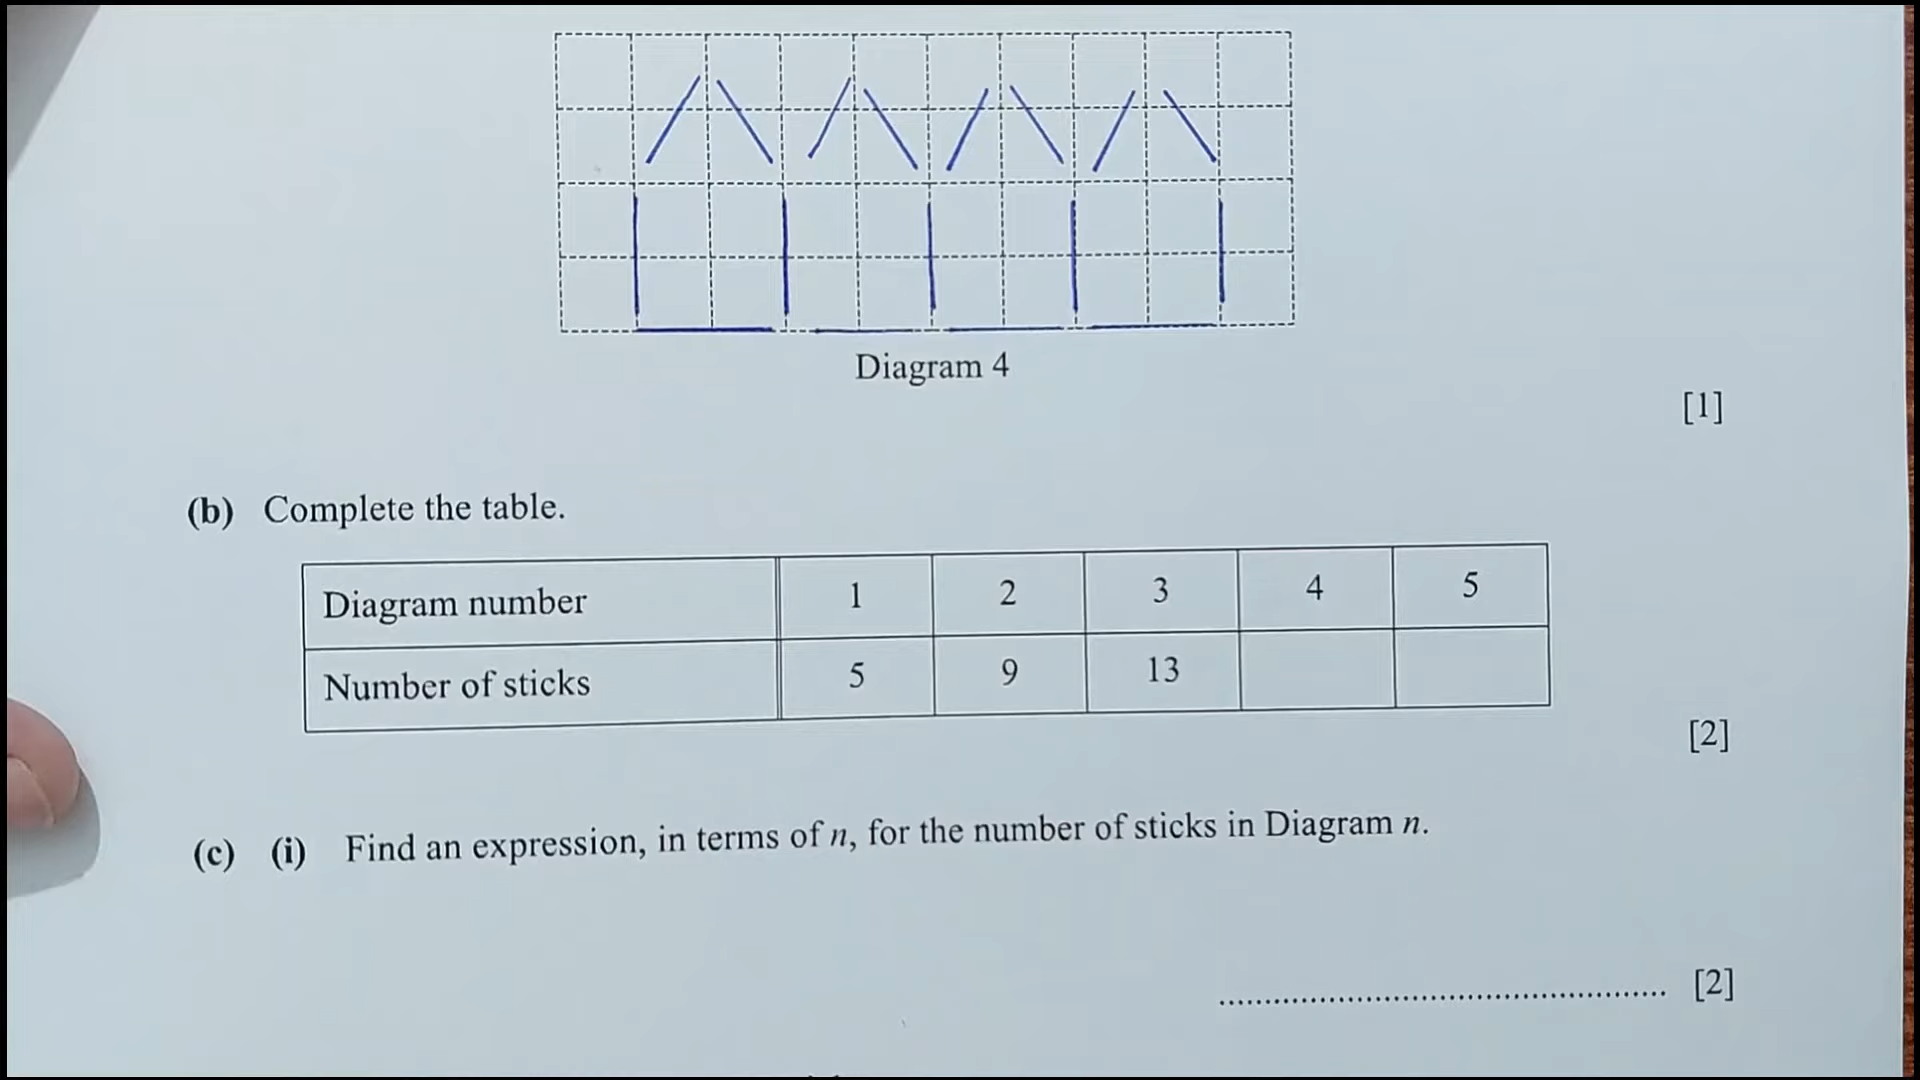 Diagram 4
[1]
(b) Complete the table.
Diagram number 1 2 3 4 5
Number of sticks 5 9 13
[2]
(c) (i) Find an expression, in terms of n, for the number of sticks in Diagram n.
.................................................. [2]